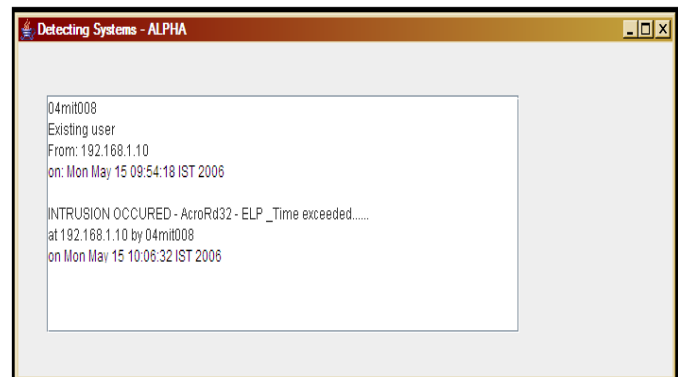 Detecting Systems - ALPHA
04mit008
Existing user
From: 192.168.1.10
on: Mon May 15 09:54:18 IST 2006
INTRUSION OCCURED - AcroRd32 - ELP _Time exceeded......
at 192.168.1.10 by 04mit008
on Mon May 15 10:06:32 IST 2006